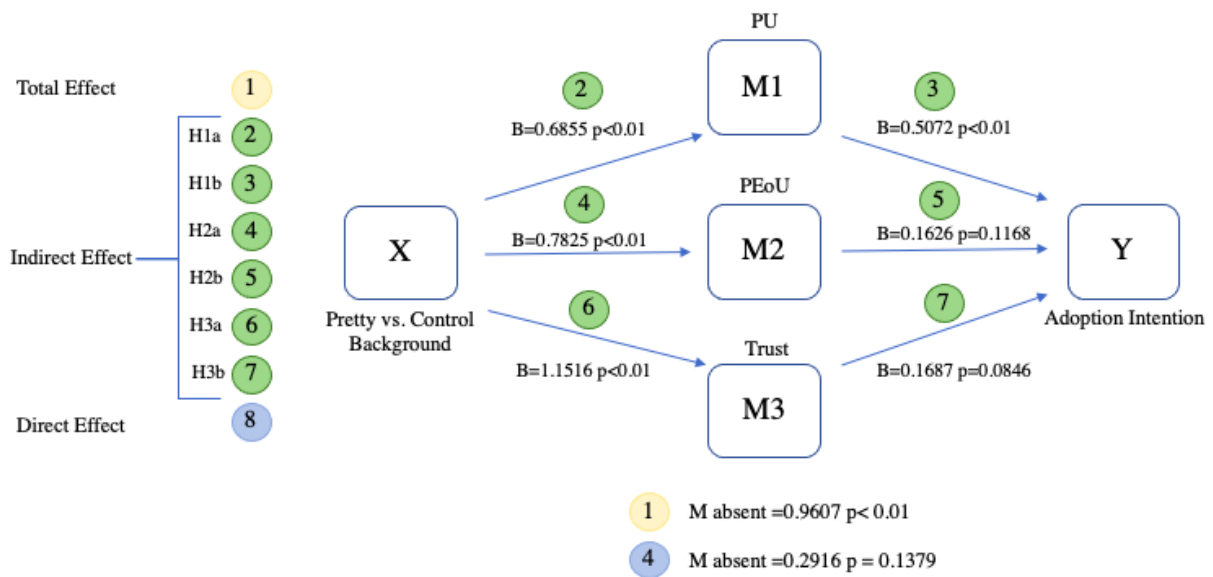 Total Effect
1
H1a
2
H1b
3
H2a
4
Indirect Effect
H2b
5
H3a
6
H3b
7
Direct Effect
8
X
Pretty vs. Control
Background
2
B=0.6855 p<0.01
4
B=0.7825 p<0.01
6
B=1.1516 p<0.01
PU
M1
PEoU
M2
Trust
M3
3
B=0.5072 p<0.01
5
B=0.1626 p=0.1168
7
B=0.1687 p=0.0846
Y
Adoption Intention
1 M absent =0.9607 p< 0.01
4 M absent =0.2916 p = 0.1379